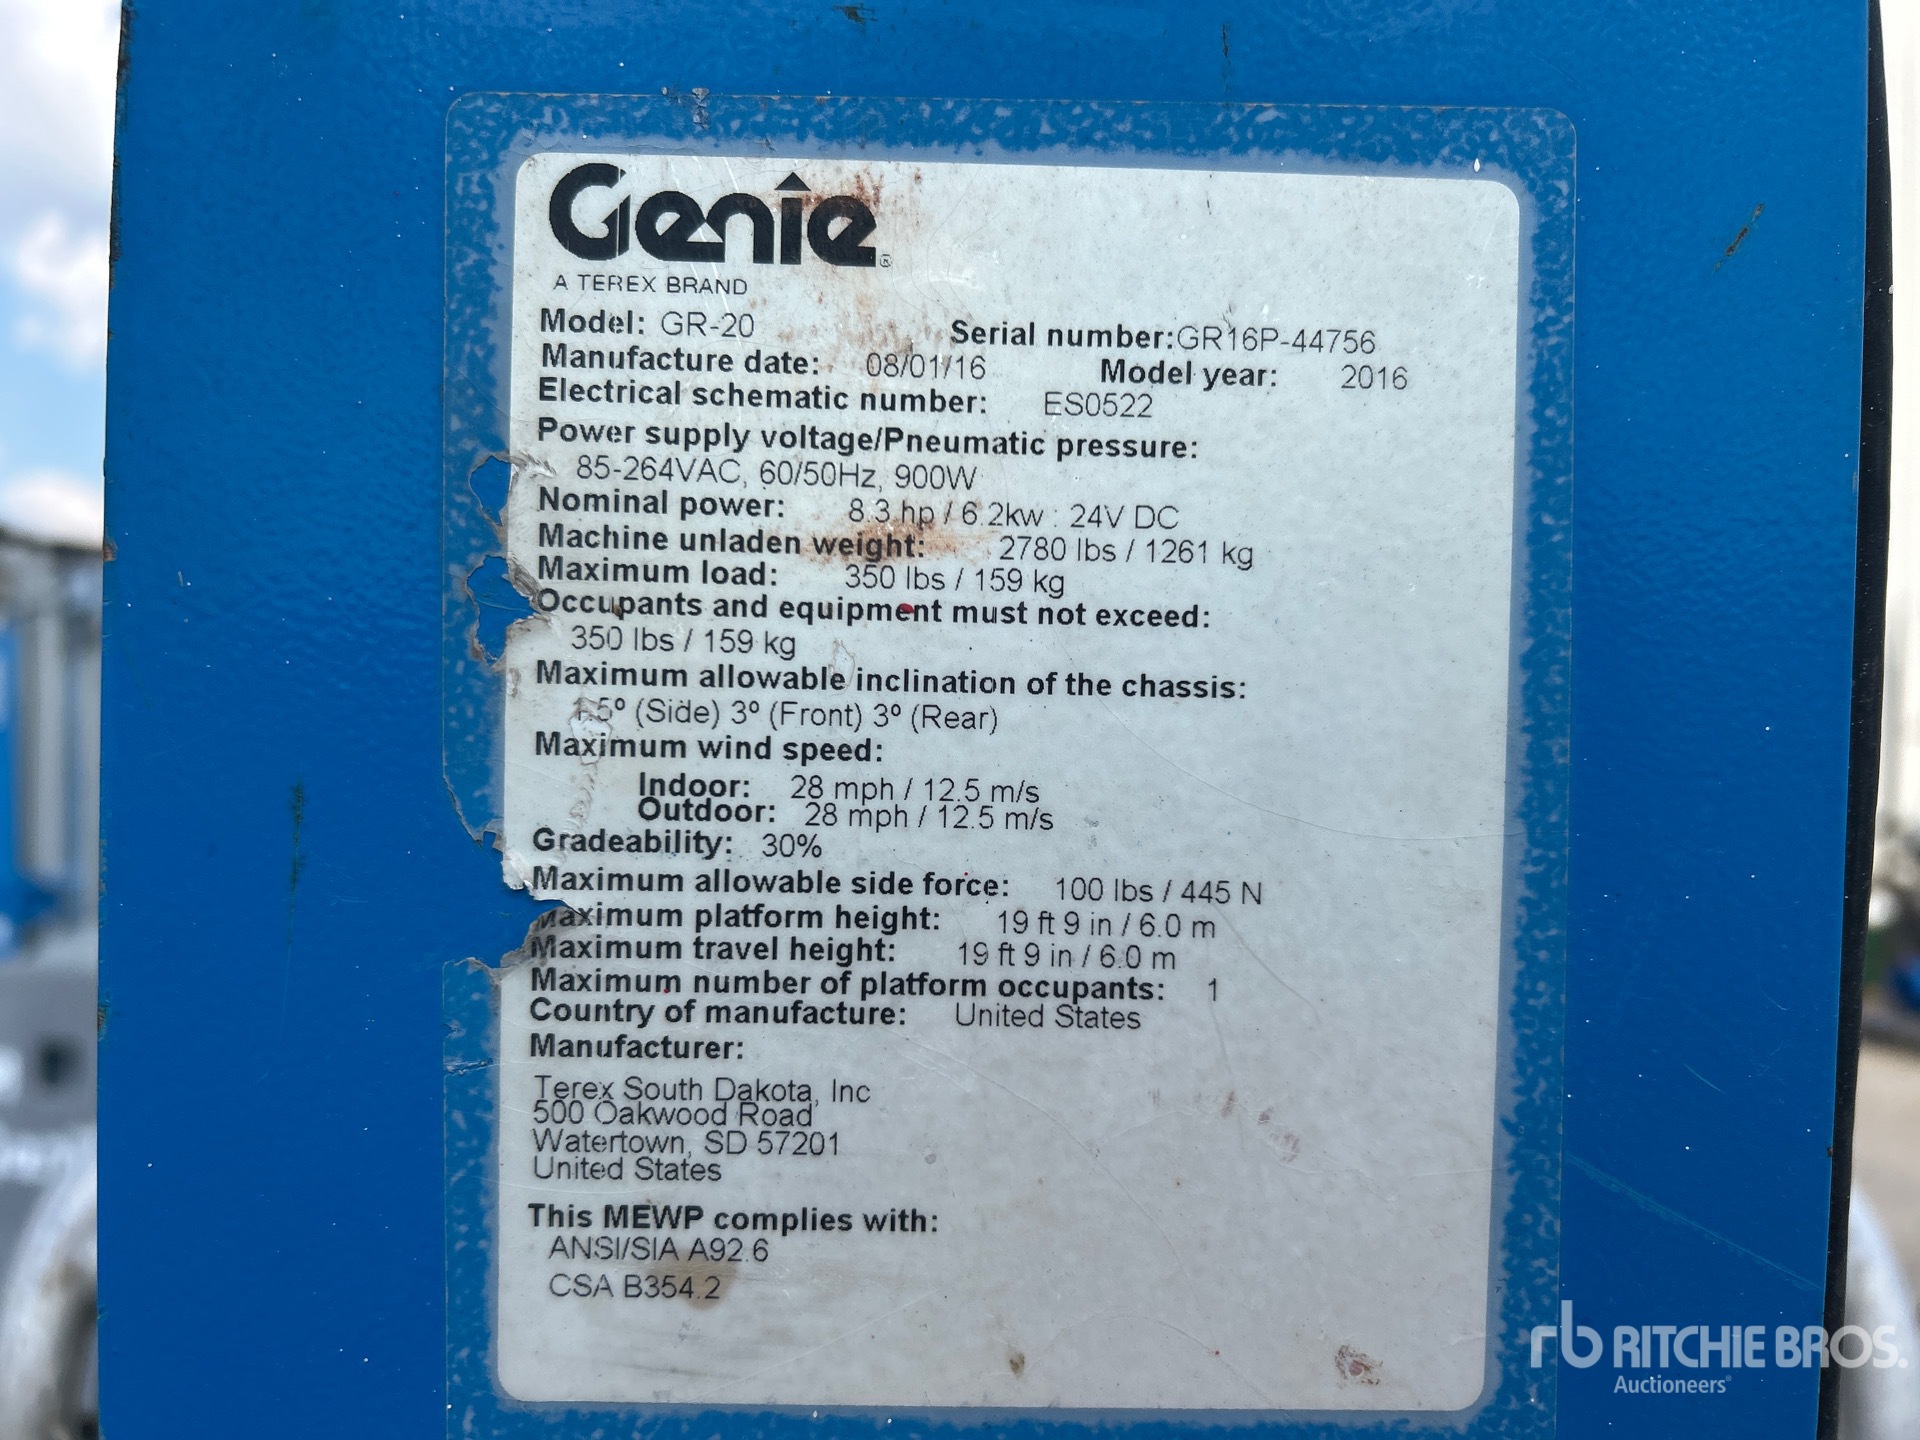 Genie®
A TEREX BRAND
Model: GR-20 Serial number:GR16P-44756
Manufacture date: 08/01/16 Model year: 2016
Electrical schematic number: ES0522
Power supply voltage/Pneumatic pressure:
85-264VAC, 60/50Hz, 900W
Nominal power: 8.3 hp / 6.2kw : 24V DC
Machine unladen weight: 2780 lbs / 1261 kg
Maximum load: 350 lbs / 159 kg
Occupants and equipment must not exceed:
350 lbs / 159 kg
Maximum allowable inclination of the chassis:
1.5º (Side) 3º (Front) 3º (Rear)
Maximum wind speed:
Indoor: 28 mph / 12.5 m/s
Outdoor: 28 mph / 12.5 m/s
Gradeability: 30%
Maximum allowable side force: 100 lbs / 445 N
Maximum platform height: 19 ft 9 in / 6.0 m
Maximum travel height: 19 ft 9 in / 6.0 m
Maximum number of platform occupants: 1
Country of manufacture: United States
Manufacturer:
Terex South Dakota, Inc
500 Oakwood Road
Watertown, SD 57201
United States
This MEWP complies with:
ANSI/SIA A92.6
CSA B354.2
rb RITCHIE BROS.
Auctioneers®